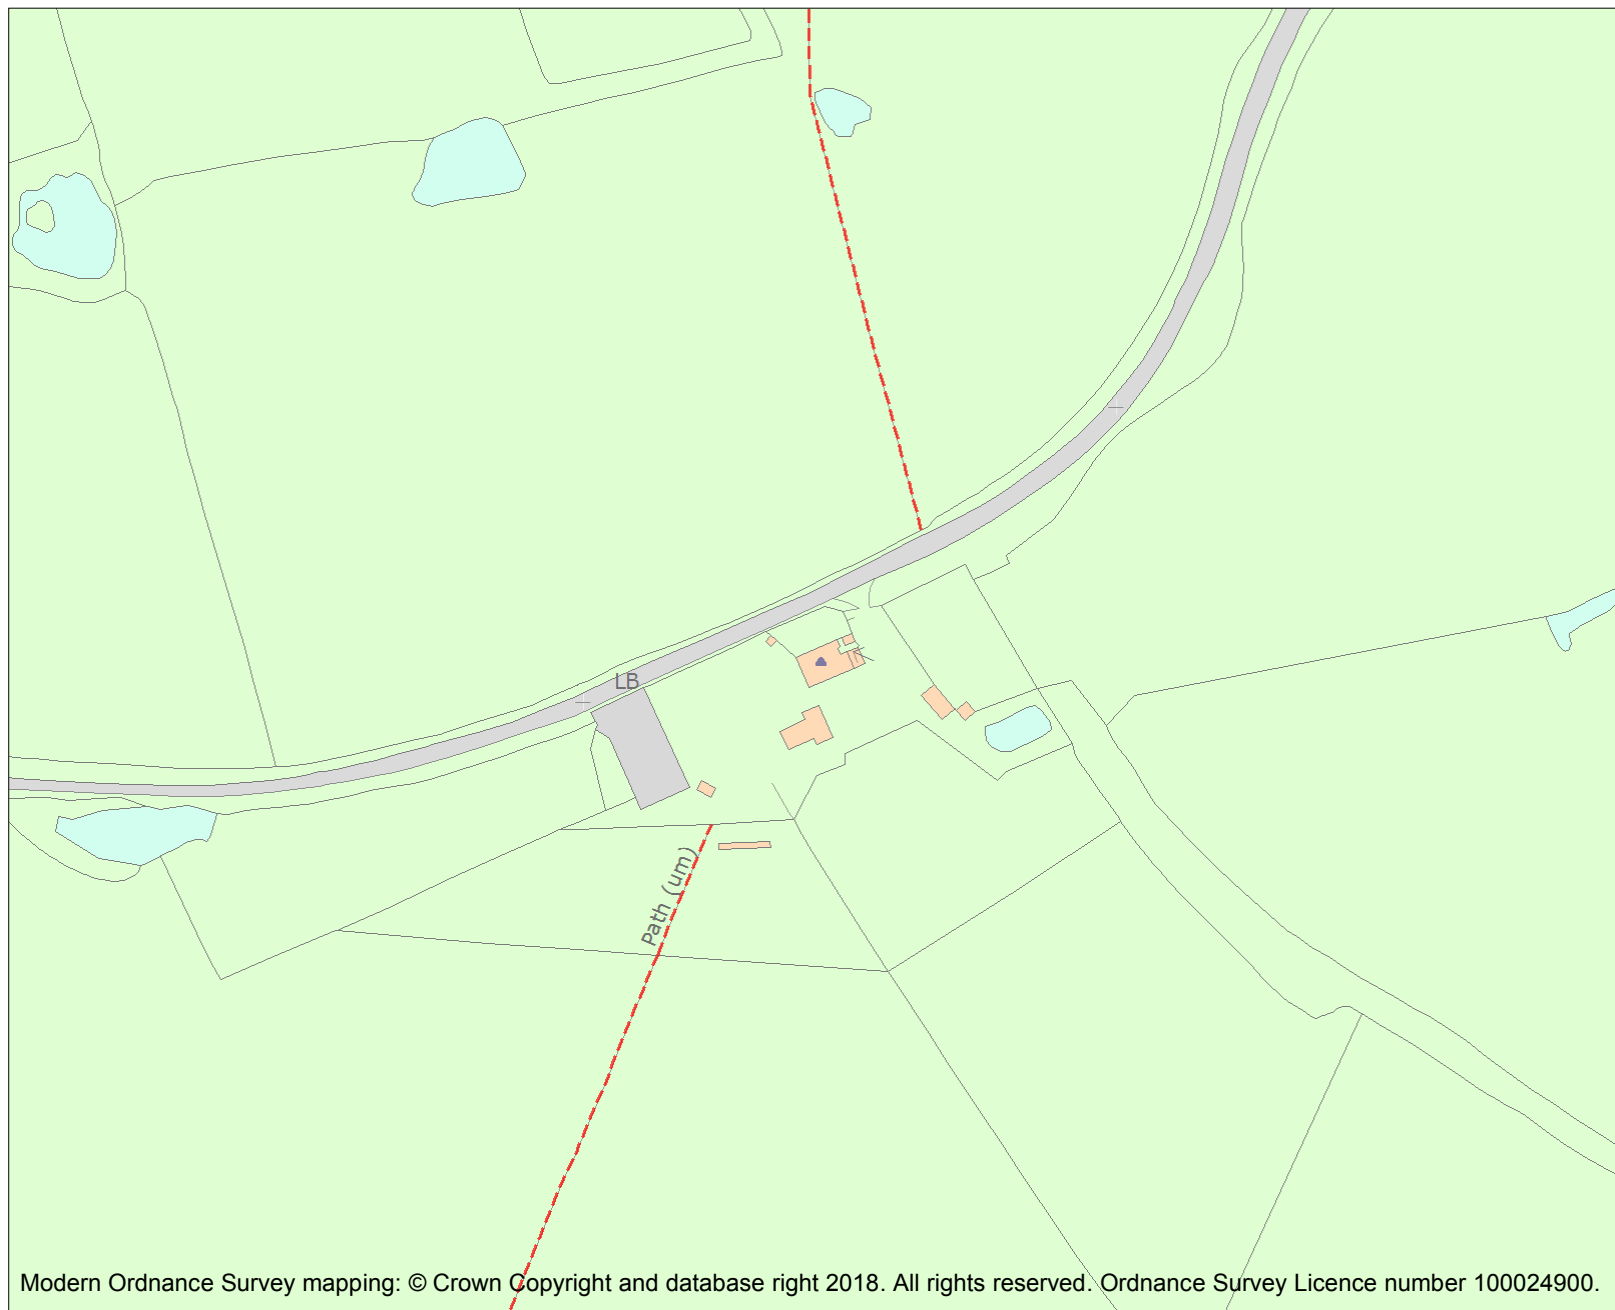 LB
Path (um)
Modern Ordnance Survey mapping: © Crown Copyright and database right 2018. All rights reserved. Ordnance Survey Licence number 100024900.